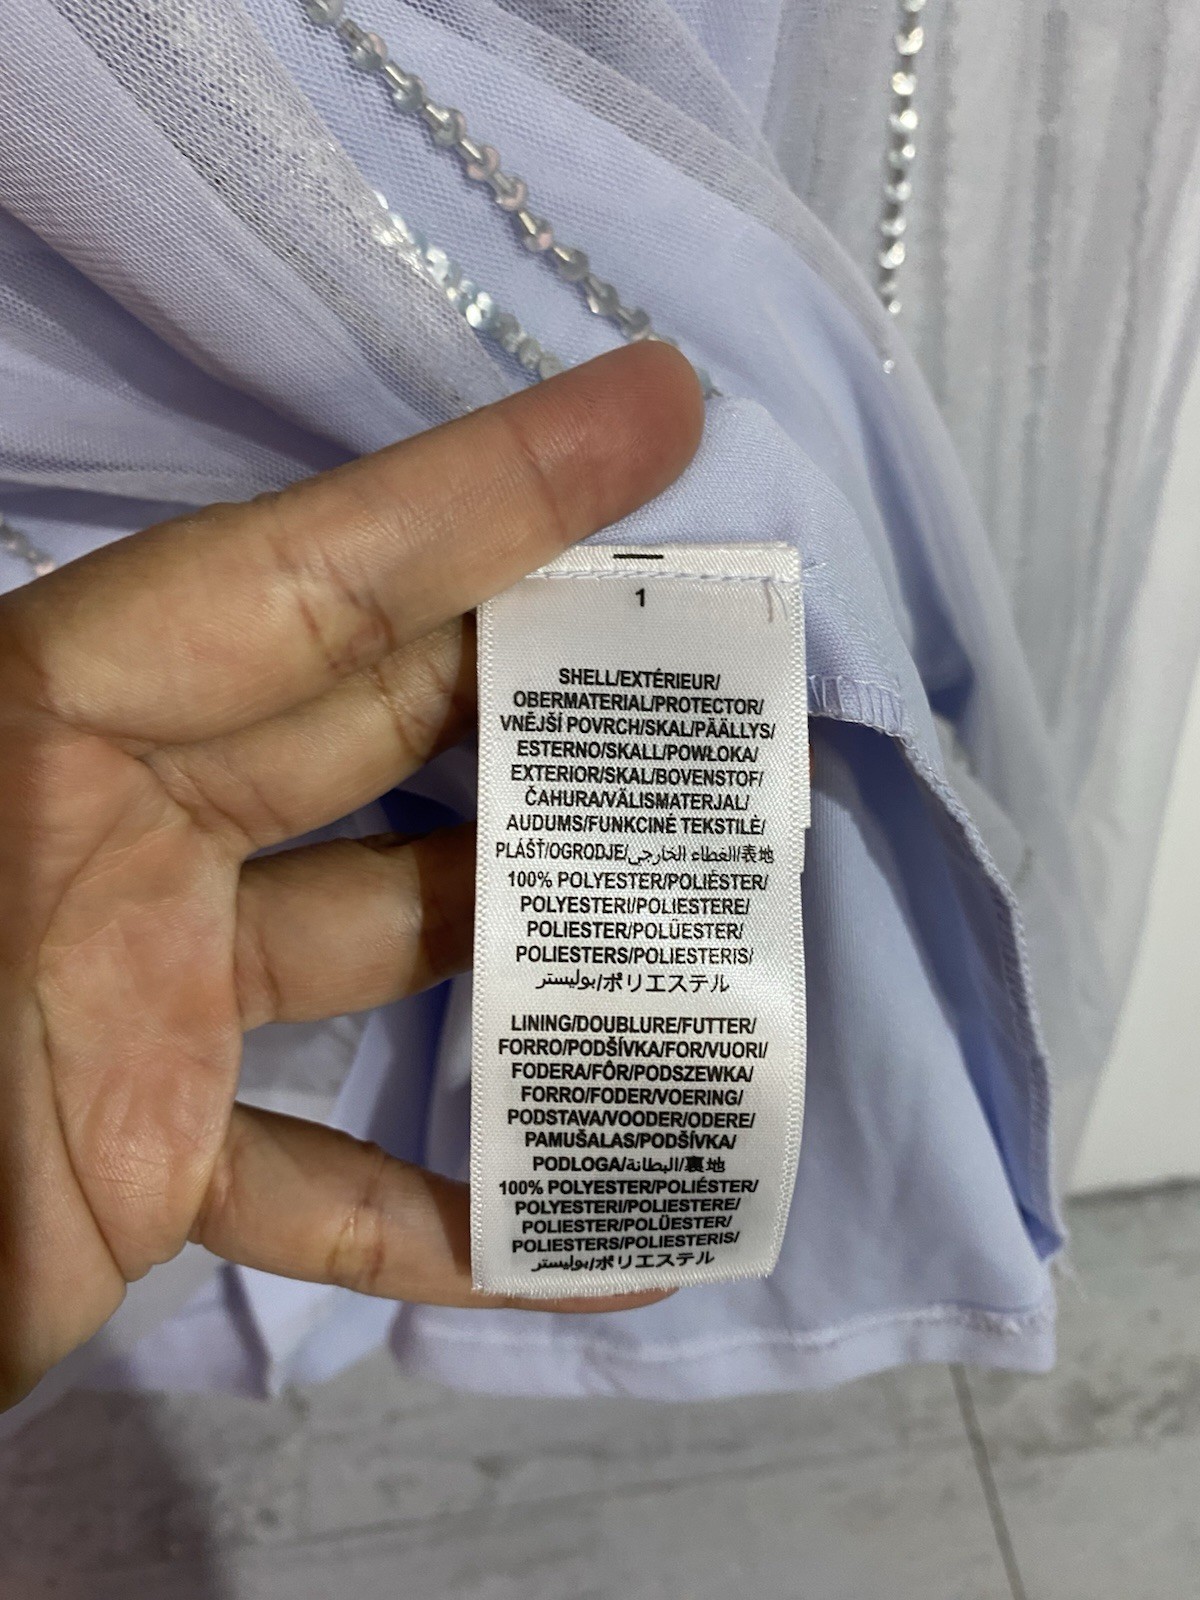 1
SHELL/EXTÉRIEUR/
OBERMATERIAL/PROTECTOR/
VNĚJŠÍ POVRCH/SKAL/PÄÄLLYS/
ESTERNO/SKALL/POWŁOKA/
EXTERIOR/SKAL/BOVENSTOF/
ČAHURA/VÄLISMATERJAL/
AUDUMS/FUNKCINĖ TEKSTILĖ/
PLÁŠŤ/OGRODJE/الغطاء الخارجي/表地
100% POLYESTER/POLIÉSTER/
POLYESTERI/POLIESTERE/
POLIESTER/POLÜESTER/
POLIESTERS/POLIESTERIS/
بوليستر/ポリエステル
LINING/DOUBLURE/FUTTER/
FORRO/PODŠÍVKA/FOR/VUORI/
FODERA/FÔR/PODSZEWKA/
FORRO/FODER/VOERING/
PODSTAVA/VOODER/ODERE/
PAMUŠALAS/PODŠÍVKA/
PODLOGA/البطانة/裏地
100% POLYESTER/POLIÉSTER/
POLYESTERI/POLIESTERE/
POLIESTER/POLÜESTER/
POLIESTERS/POLIESTERIS/
بوليستر/ポリエステル